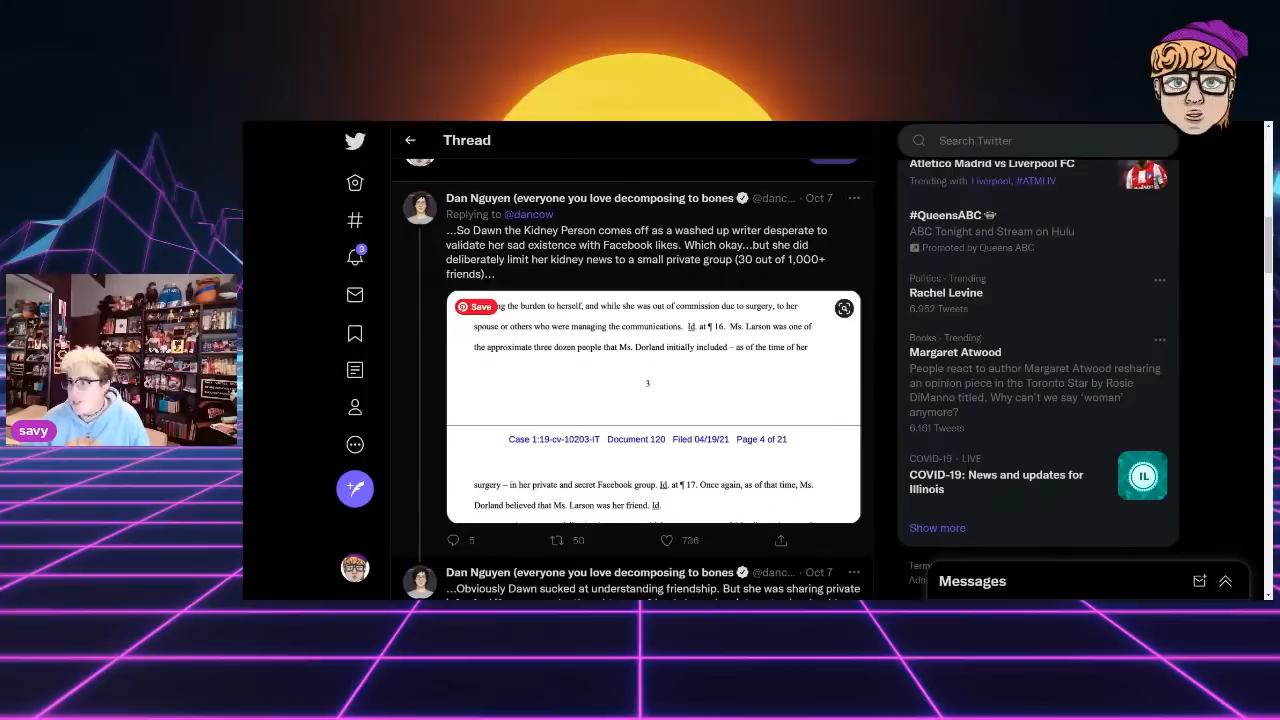 Thread
Dan Nguyen (everyone you love decomposing to bones @danc... · Oct 7
Replying to @dancow
...So Dawn the Kidney Person comes off as a washed up writer desperate to
validate her sad existence with Facebook likes. Which okay...but she did
deliberately limit her kidney news to a small private group (30 out of 1,000+
friends)...
Save
the burden to herself, and while she was out of commission due to surgery, to her
spouse or others who were managing the communications. Id. at ¶ 16. Ms. Larson was one of
the approximate three dozen people that Ms. Dorland initially included – as of the time of her
3
Case 1:19-cv-10203-IT Document 120 Filed 04/19/21 Page 4 of 21
surgery – in her private and secret Facebook group. Id. at ¶ 17. Once again, as of that time, Ms.
Dorland believed that Ms. Larson was her friend. Id.
5 50 736
Dan Nguyen (everyone you love decomposing to bones @danc... · Oct 7
...Obviously Dawn sucked at understanding friendship. But she was sharing private
3
savy
Search Twitter
Atletico Madrid vs Liverpool FC
Trending with Liverpool, #ATMLIV
#QueensABC
ABC Tonight and Stream on Hulu
Promoted by Queens ABC
Politics · Trending
Rachel Levine
6,952 Tweets
Books · Trending
Margaret Atwood
People react to author Margaret Atwood resharing
an opinion piece in the Toronto Star by Rosie
DiManno titled, Why can't we say 'woman'
anymore?
6,161 Tweets
COVID-19 · LIVE
COVID-19: News and updates for
Illinois
IL
Show more
Messages